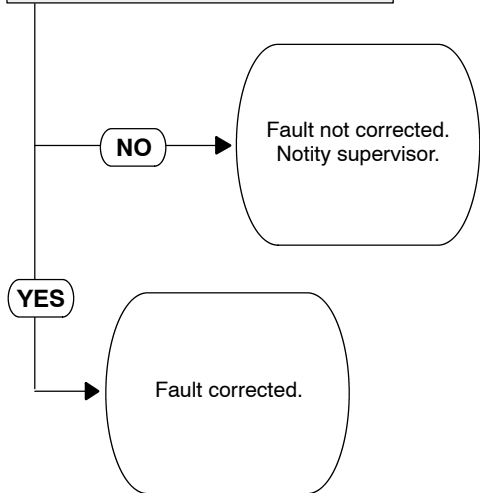 NO
Fault not corrected.
Notity supervisor.
YES
Fault corrected.